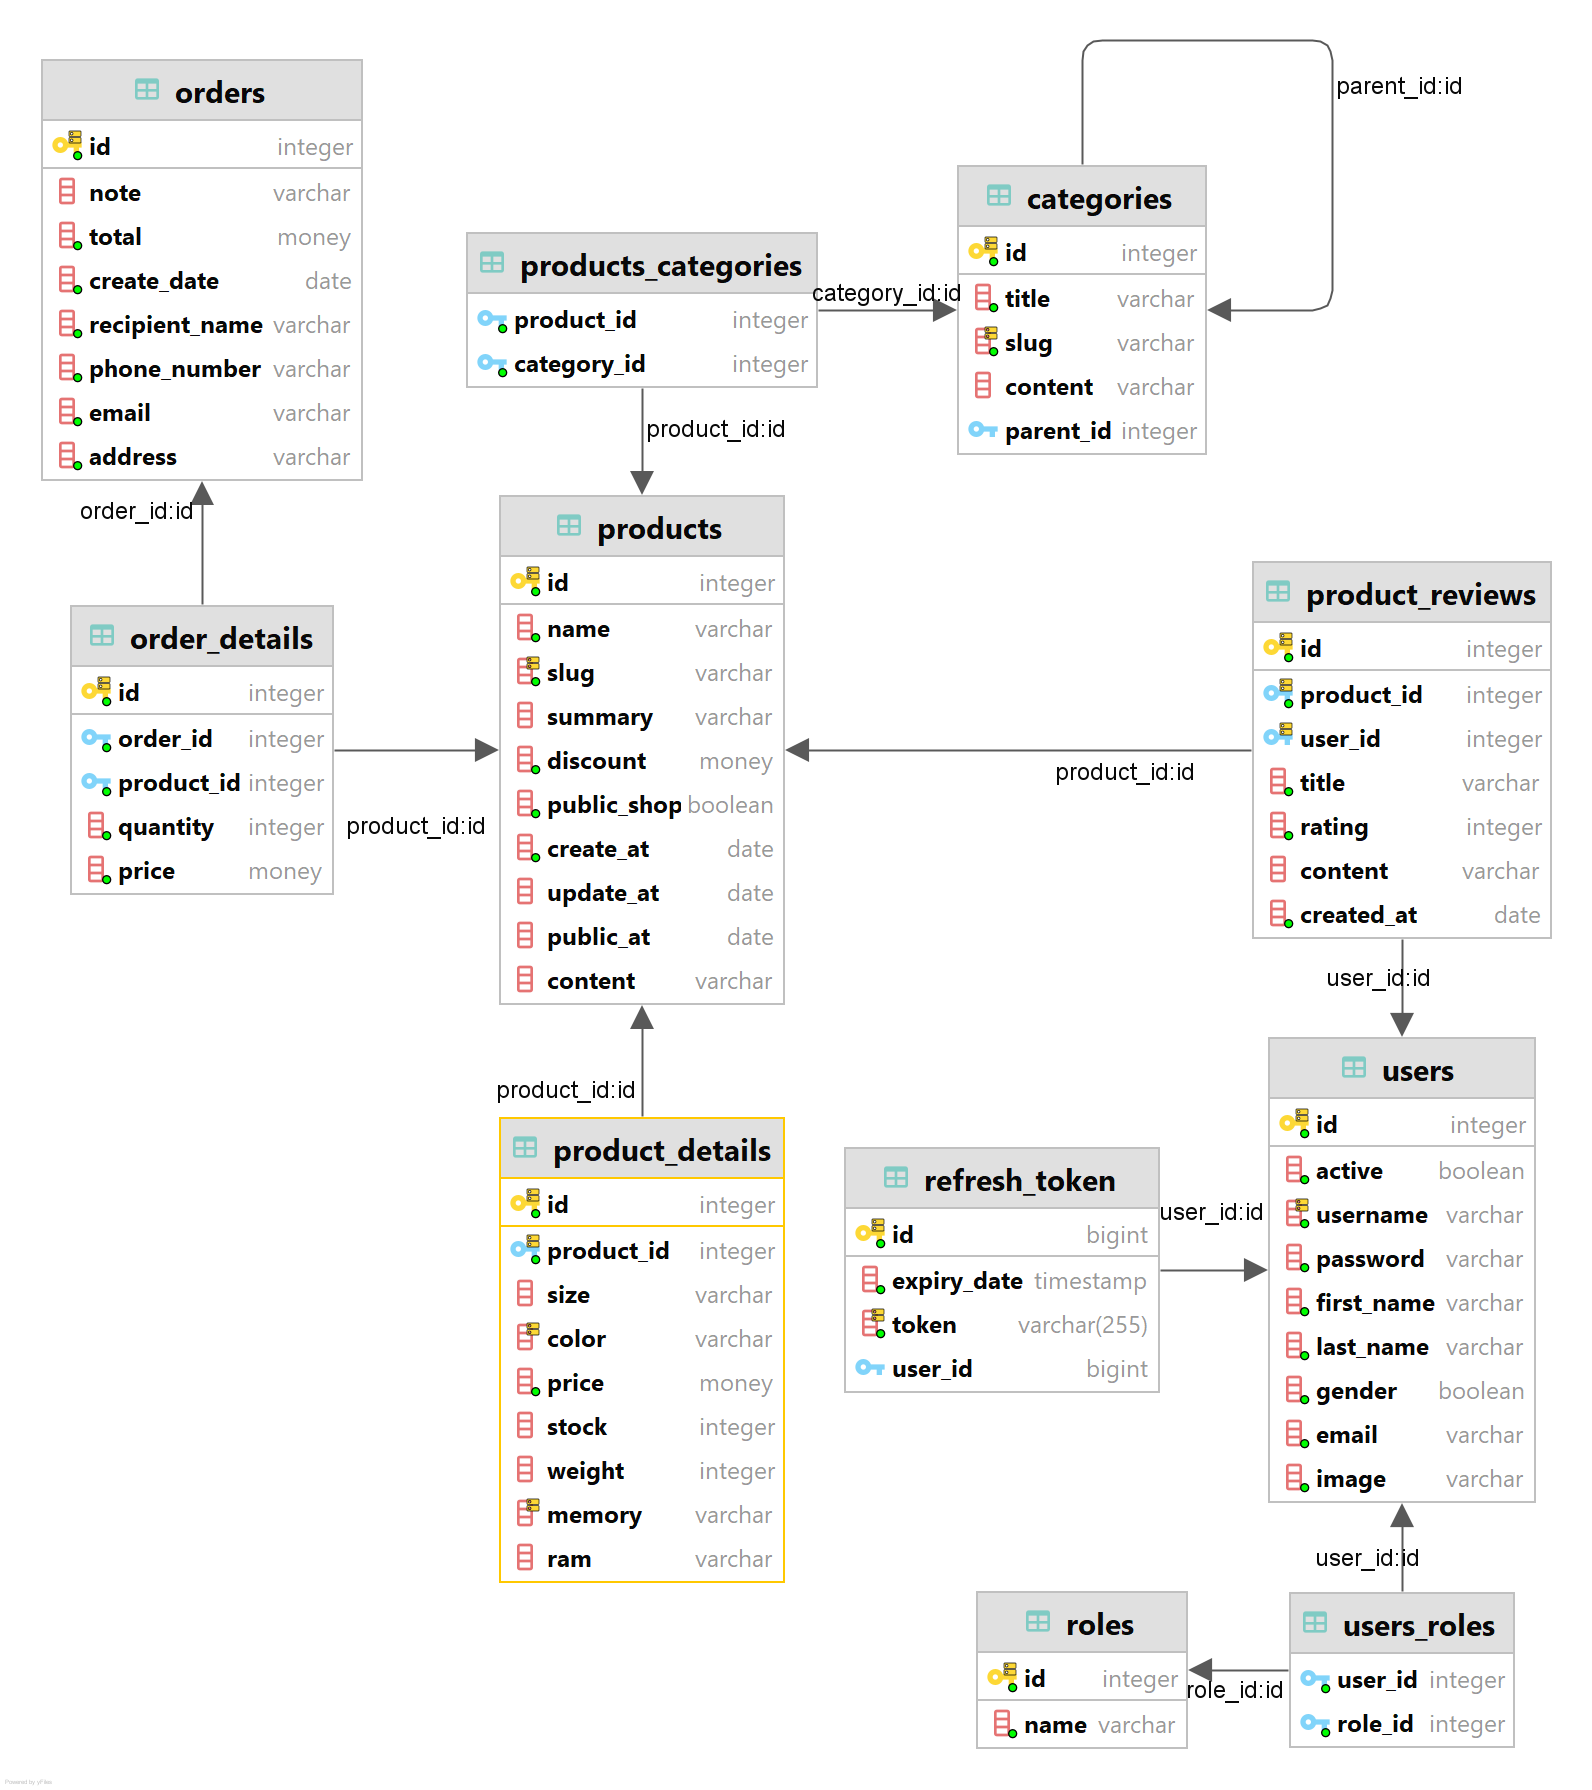 orders
id integer
note varchar
total money
create_date date
recipient_name varchar
phone_number varchar
email varchar
address varchar
order_id:id
order_details
id integer
order_id integer
product_id integer
quantity integer
price money
product_id:id
products_categories
product_id integer
category_id integer
category_id:id
product_id:id
categories
id integer
title varchar
slug varchar
content varchar
parent_id integer
parent_id:id
products
id integer
name varchar
slug varchar
summary varchar
discount money
public_shop boolean
create_at date
update_at date
public_at date
content varchar
product_id:id
product_reviews
id integer
product_id integer
user_id integer
title varchar
rating integer
content varchar
created_at date
user_id:id
product_id:id
product_details
id integer
product_id integer
size varchar
color varchar
price money
stock integer
weight integer
memory varchar
ram varchar
refresh_token
id bigint
expiry_date timestamp
token varchar(255)
user_id bigint
user_id:id
users
id integer
active boolean
username varchar
password varchar
first_name varchar
last_name varchar
gender boolean
email varchar
image varchar
user_id:id
roles
id integer
name varchar
role_id:id
users_roles
user_id integer
role_id integer
Powered by yFiles